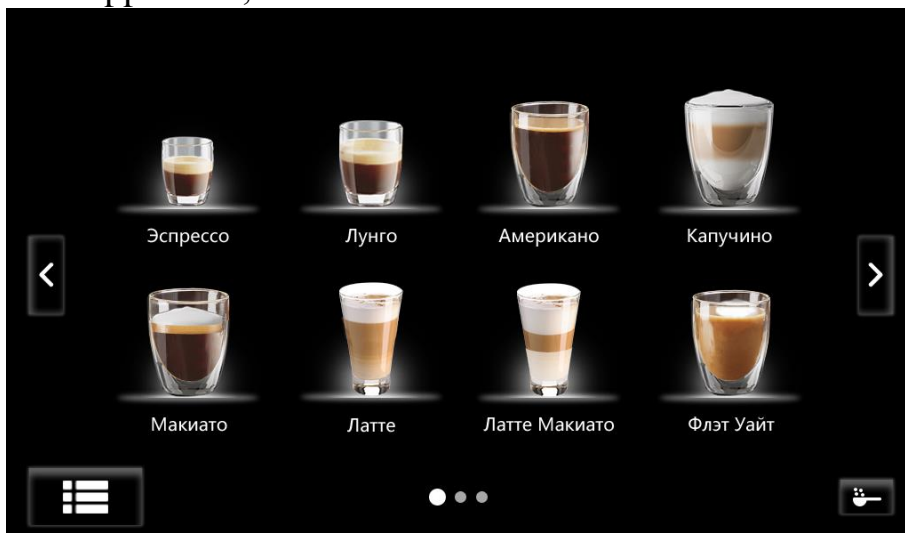 Эспрессо
Лунго
Американо
Капучино
Макиато
Латте
Латте Макиато
Флэт Уайт